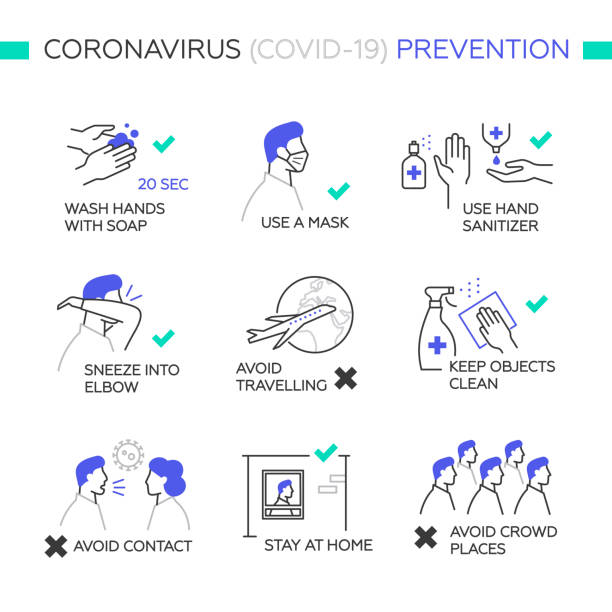 CORONAVIRUS (COVID-19) PREVENTION
20 SEC
WASH HANDS
WITH SOAP
USE A MASK
USE HAND
SANITIZER
SNEEZE INTO
ELBOW
AVOID
TRAVELLING
KEEP OBJECTS
CLEAN
AVOID CONTACT
STAY AT HOME
AVOID CROWD
PLACES